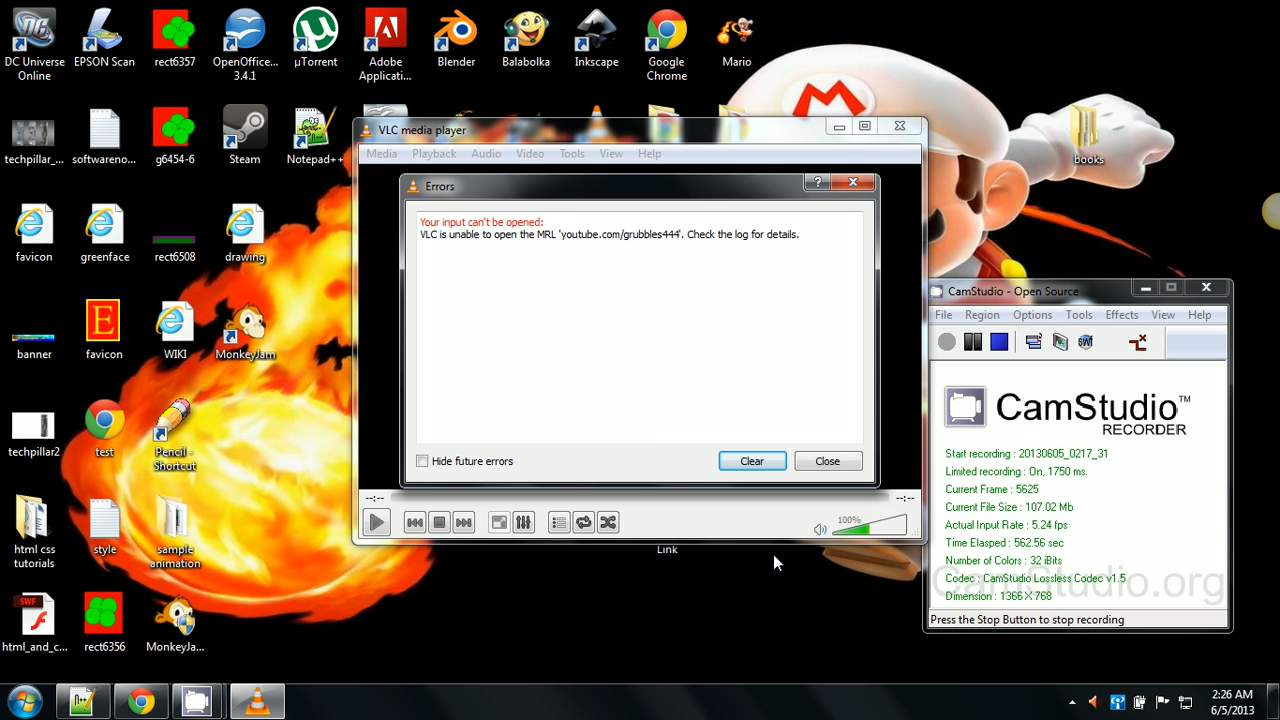 DC Universe
Online
EPSON Scan
rect6357
OpenOffice...
3.4.1
µTorrent
Adobe
Applicati...
Blender
Balabolka
Inkscape
Google
Chrome
Mario
techpillar_...
softwareno...
g6454-6
Steam
Notepad++
books
favicon
greenface
rect6508
drawing
banner
E
favicon
WIKI
MonkeyJam
techpillar2
test
Pencil -
Shortcut
html css
tutorials
style
sample
animation
Link
SWF
html_and_c...
rect6356
MonkeyJa...
VLC media player
Media Playback Audio Video Tools View Help
Errors
Your input can't be opened:
VLC is unable to open the MRL 'youtube.com/grubbles444'. Check the log for details.
Hide future errors
Clear
Close
--:--
--:--
100%
CamStudio - Open Source
File Region Options Tools Effects View Help
SWF
CamStudio™
RECORDER
Start recording : 20130605_0217_31
Limited recording : On, 1750 ms.
Current Frame : 5625
Current File Size : 107.02 Mb
Actual Input Rate : 5.24 fps
Time Elasped : 562.56 sec
Number of Colors : 32 iBits
Codec : CamStudio Lossless Codec v1.5
Dimension : 1366 X 768
CamStudio.org
Press the Stop Button to stop recording
2:26 AM
6/5/2013